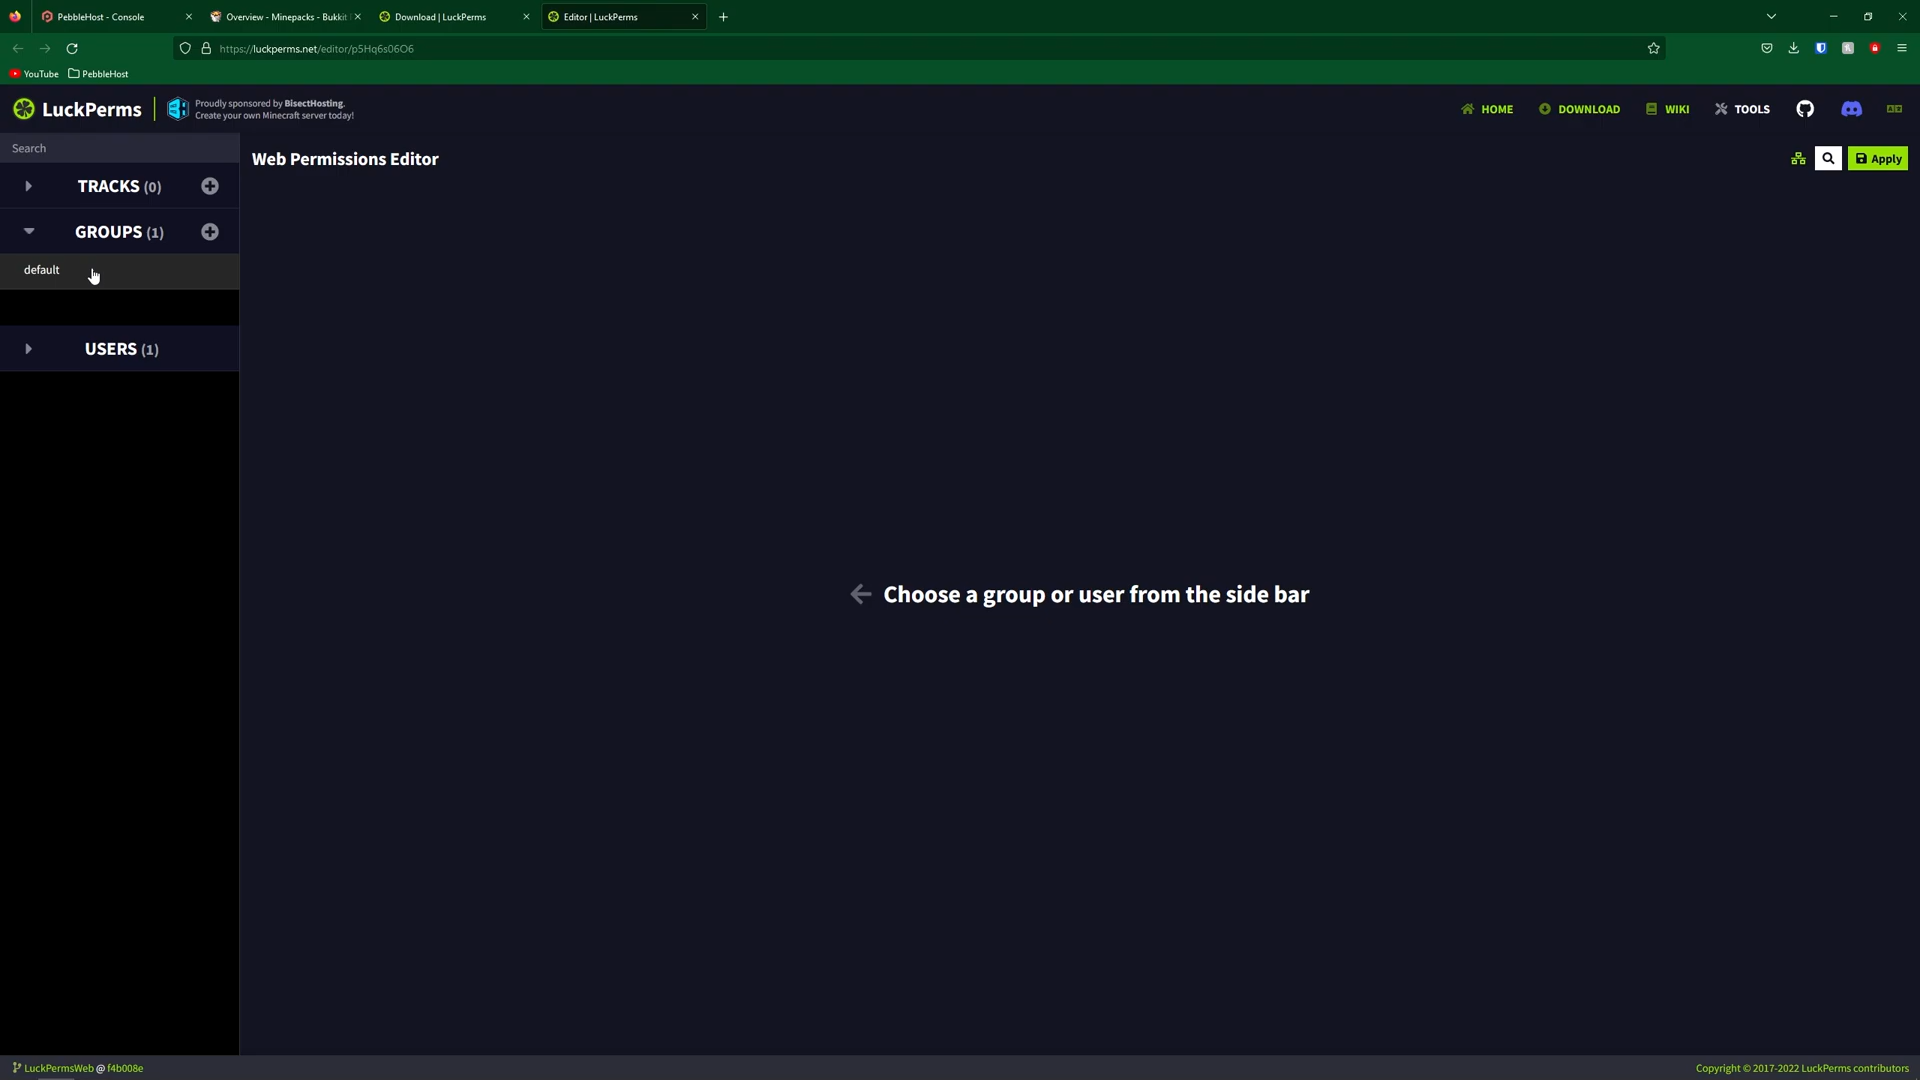 PebbleHost - Console
Overview - Minepacks - Bukkit
Download | LuckPerms
Editor | LuckPerms
https://luckperms.net/editor/p5Hq6s06O6
YouTube
PebbleHost
LuckPerms
Proudly sponsored by BisectHosting.
Create your own Minecraft server today!
HOME
DOWNLOAD
WIKI
TOOLS
Search
Web Permissions Editor
Apply
TRACKS (0)
GROUPS (1)
default
USERS (1)
Choose a group or user from the side bar
LuckPermsWeb @ f4b008e
Copyright © 2017-2022 LuckPerms contributors